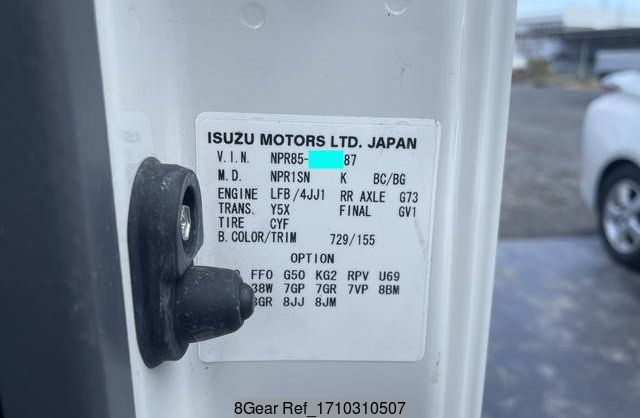 ISUZU MOTORS LTD. JAPAN
V.I.N. NPR85- 87
M.D. NPR1SN K BC/BG
ENGINE LFB/4JJ1 RR AXLE G73
TRANS. Y5X FINAL GV1
TIRE CYF
B.COLOR/TRIM 729/155
OPTION
FFO G50 KG2 RPV U69
38W 7GP 7GR 7VP 8BM
8JJ 8JM
8Gear Ref_1710310507